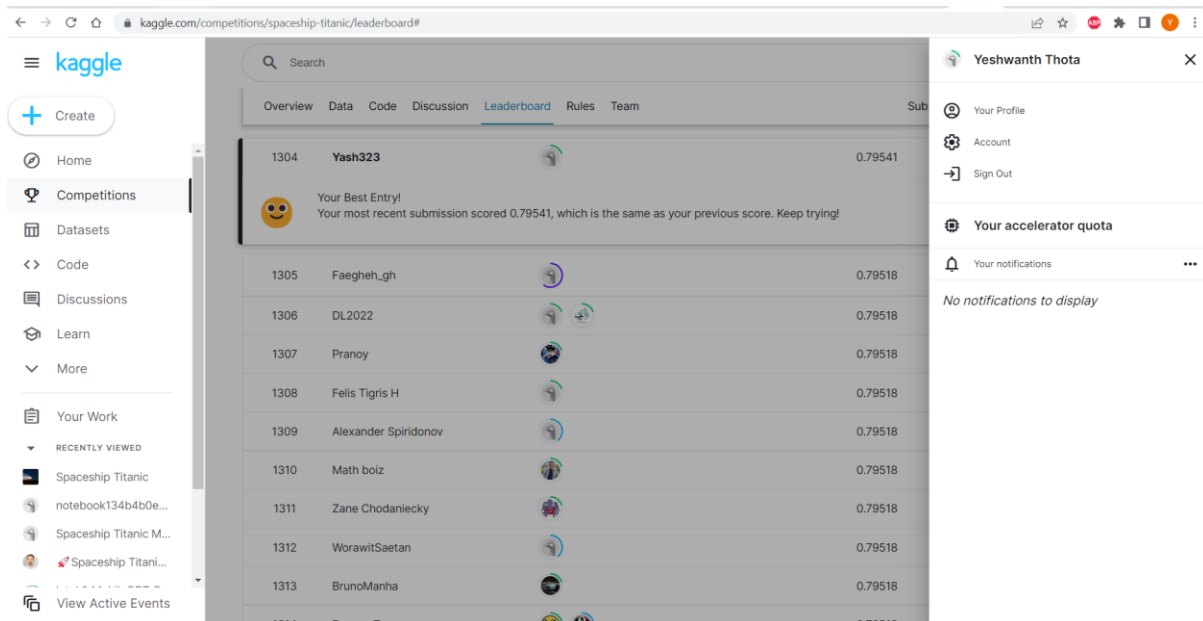 kaggle.com/competitions/spaceship-titanic/leaderboard#
ABP
Y
kaggle
Create
Home
Competitions
Datasets
Code
Discussions
Learn
More
Your Work
RECENTLY VIEWED
Spaceship Titanic
notebook134b4b0e...
Spaceship Titanic M...
Spaceship Titani...
View Active Events
Search
Overview Data Code Discussion Leaderboard Rules Team Sub
1304 Yash323 0.79541
Your Best Entry!
Your most recent submission scored 0.79541, which is the same as your previous score. Keep trying!
1305 Faegheh_gh 0.79518
1306 DL2022 0.79518
1307 Pranoy 0.79518
1308 Felis Tigris H 0.79518
1309 Alexander Spiridonov 0.79518
1310 Math boiz 0.79518
1311 Zane Chodaniecky 0.79518
1312 WorawitSaetan 0.79518
1313 BrunoManha 0.79518
Yeshwanth Thota
Your Profile
Account
Sign Out
Your accelerator quota
Your notifications
No notifications to display